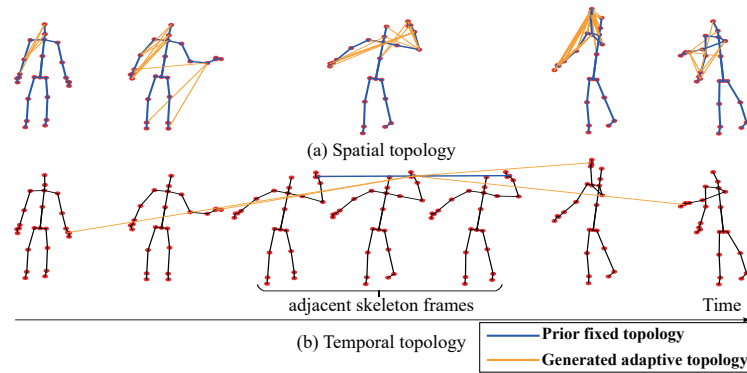 (a) Spatial topology
adjacent skeleton frames
Time
(b) Temporal topology
Prior fixed topology
Generated adaptive topology